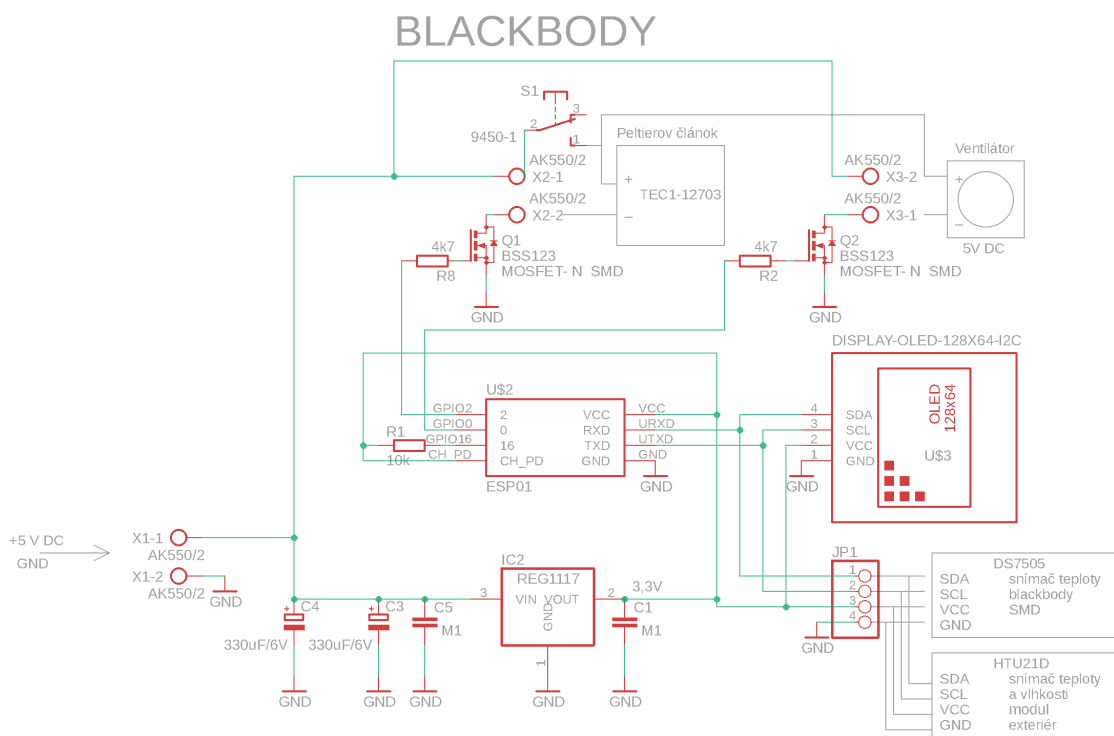 BLACKBODY
S1
3
2
9450-1
1
Peltierov článok
Ventilátor
AK550/2
X2-1
AK550/2
X2-2
+
TEC1-12703
−
AK550/2
X3-2
AK550/2
X3-1
+
−
5V DC
4k7
R8
Q1
BSS123
MOSFET- N SMD
GND
4k7
R2
Q2
BSS123
MOSFET- N SMD
GND
DISPLAY-OLED-128X64-I2C
U$2
GPIO2
GPIO0
GPIO16
CH_PD
R1
10k
2
0
16
CH_PD
VCC
RXD
TXD
GND
VCC
URXD
UTXD
GND
ESP01
GND
4
3
2
1
SDA
SCL
VCC
GND
OLED
128x64
U$3
GND
+5 V DC
GND
X1-1
AK550/2
X1-2
AK550/2
GND
IC2
REG1117
3
VIN
VOUT
GND
2
1
3,3V
C4
330uF/6V
C3
330uF/6V
C5
M1
C1
M1
GND
GND
GND
GND
GND
JP1
1
2
3
4
GND
DS7505
SDA
snímač teploty
SCL
blackbody
VCC
SMD
GND
HTU21D
SDA
snímač teploty
SCL
a vlhkosti
VCC
modul
GND
exteriér